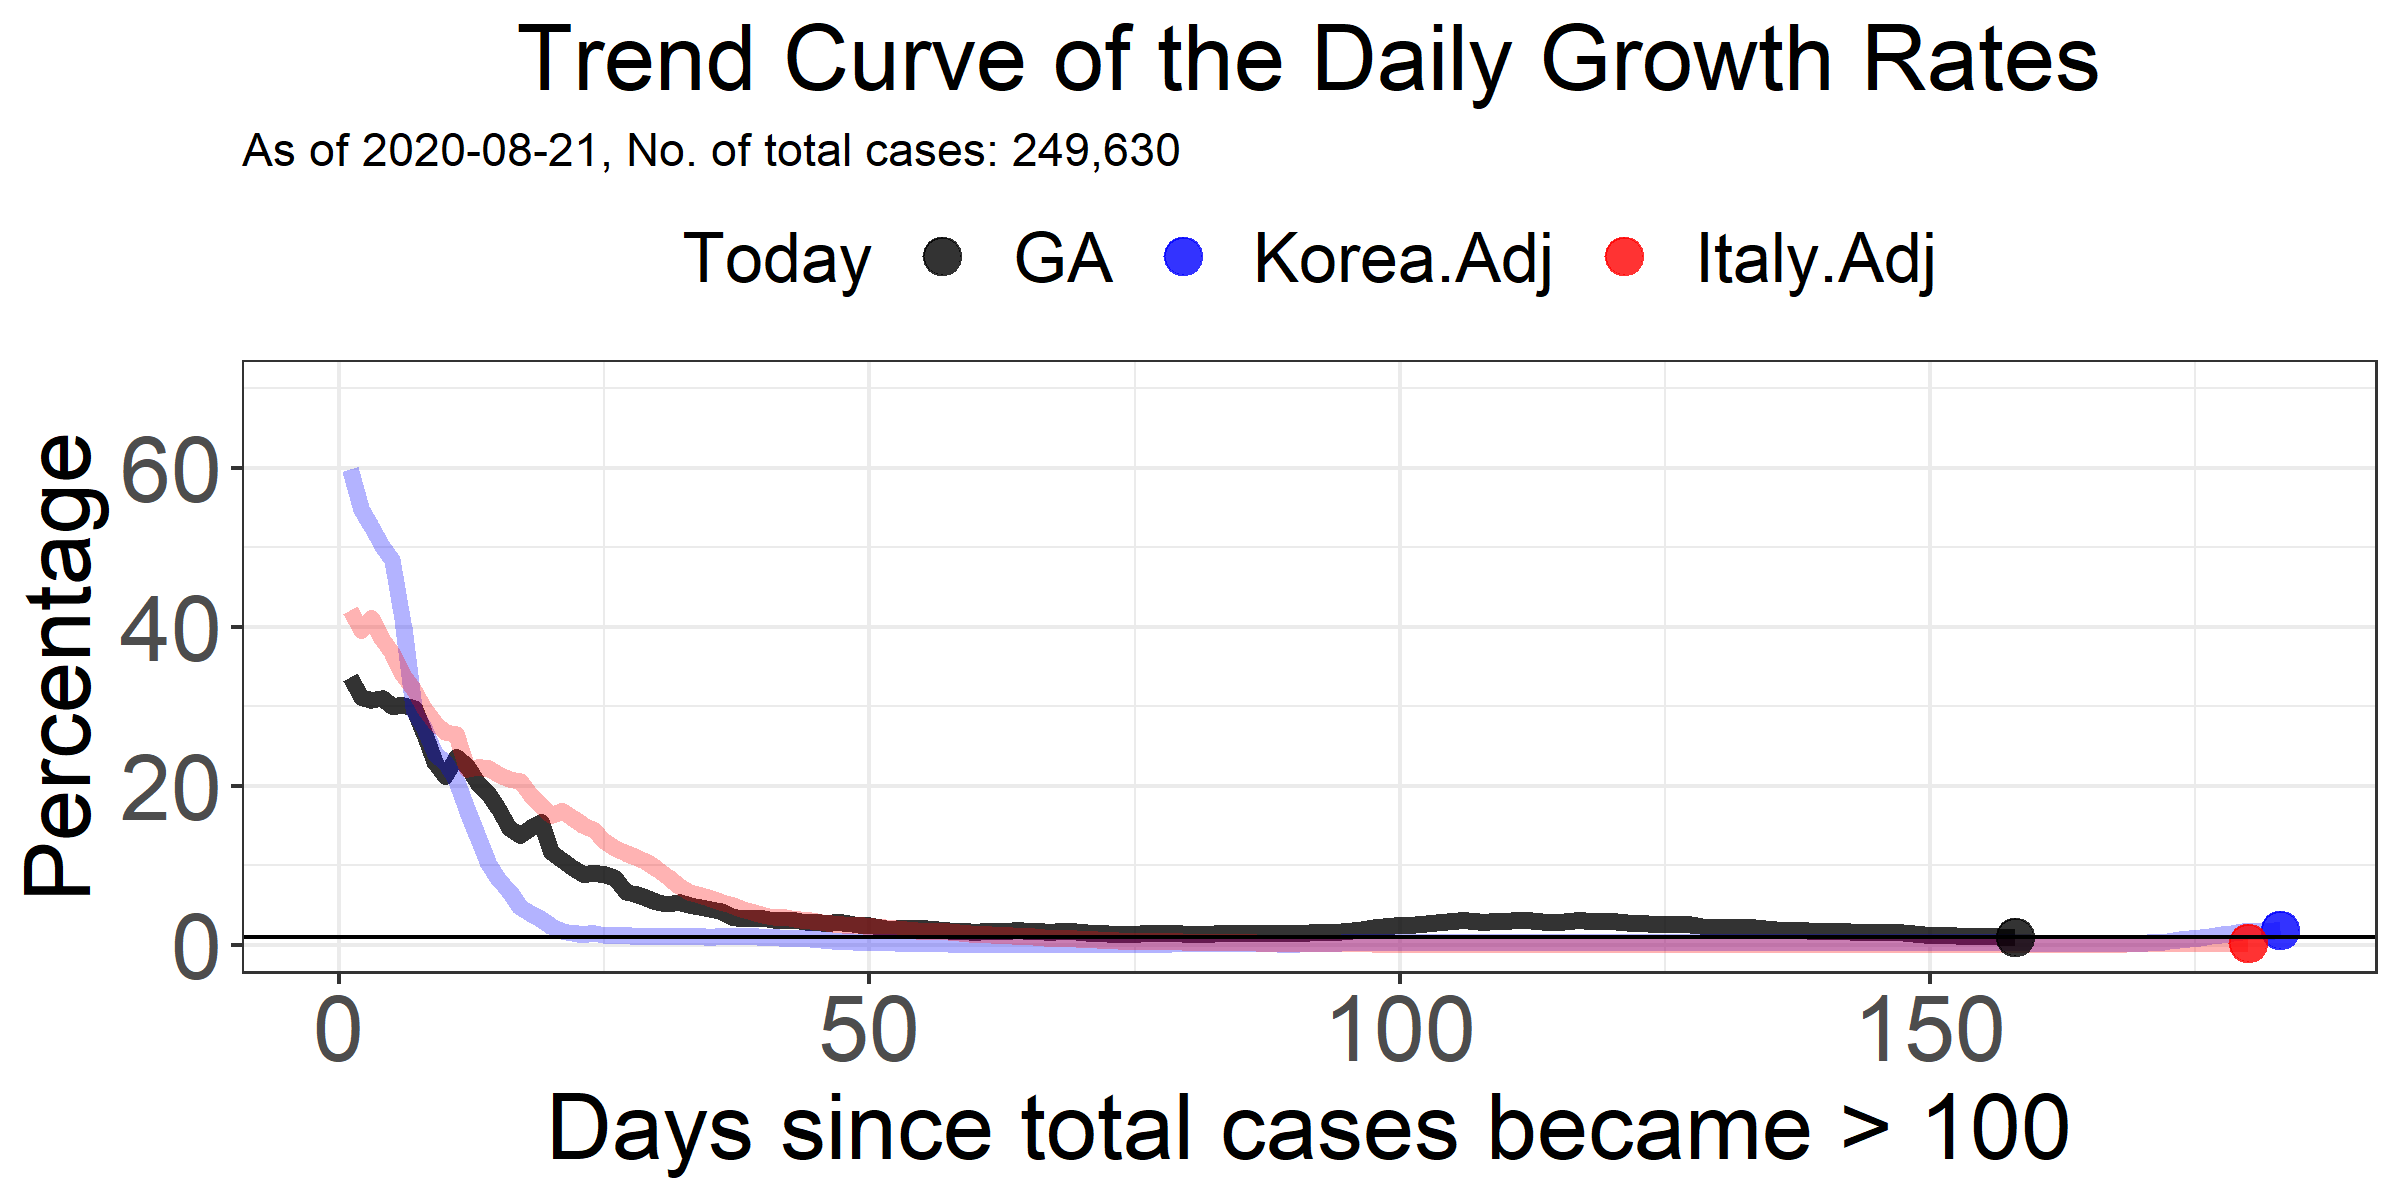 Trend Curve of the Daily Growth Rates
As of 2020-08-21, No. of total cases: 249,630
Today GA Korea.Adj Italy.Adj
Percentage
60
40
20
0
0 50 100 150
Days since total cases became > 100